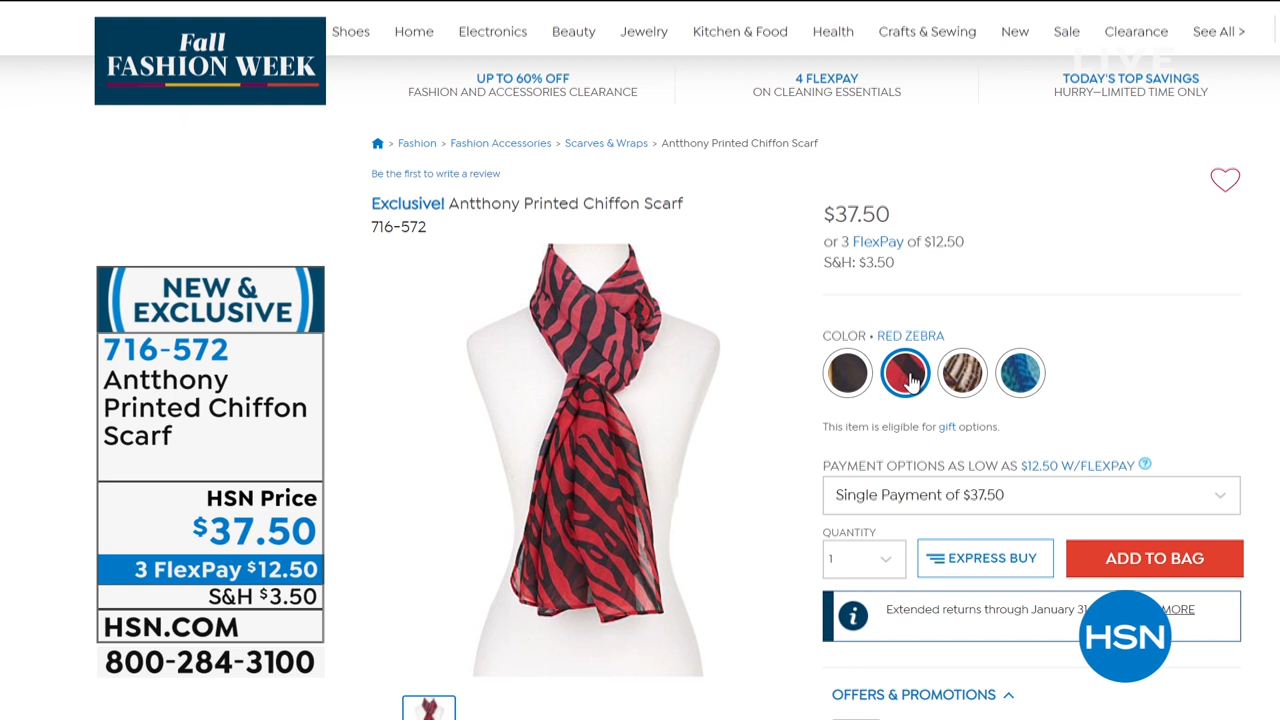 Fall
FASHION WEEK
Shoes Home Electronics Beauty Jewelry Kitchen & Food Health Crafts & Sewing New Sale Clearance See All >
LIVE
UP TO 60% OFF
FASHION AND ACCESSORIES CLEARANCE
4 FLEXPAY
ON CLEANING ESSENTIALS
TODAY'S TOP SAVINGS
HURRY—LIMITED TIME ONLY
> Fashion > Fashion Accessories > Scarves & Wraps > Antthony Printed Chiffon Scarf
Be the first to write a review
Exclusive! Antthony Printed Chiffon Scarf
716-572
$37.50
or 3 FlexPay of $12.50
S&H: $3.50
COLOR • RED ZEBRA
This item is eligible for gift options.
PAYMENT OPTIONS AS LOW AS $12.50 W/FLEXPAY ?
Single Payment of $37.50
QUANTITY
1
EXPRESS BUY
ADD TO BAG
i
Extended returns through January 31
MORE
HSN
OFFERS & PROMOTIONS
NEW &
EXCLUSIVE
716-572
Antthony
Printed Chiffon
Scarf
HSN Price
$37.50
3 FlexPay $12.50
S&H $3.50
HSN.COM
800-284-3100